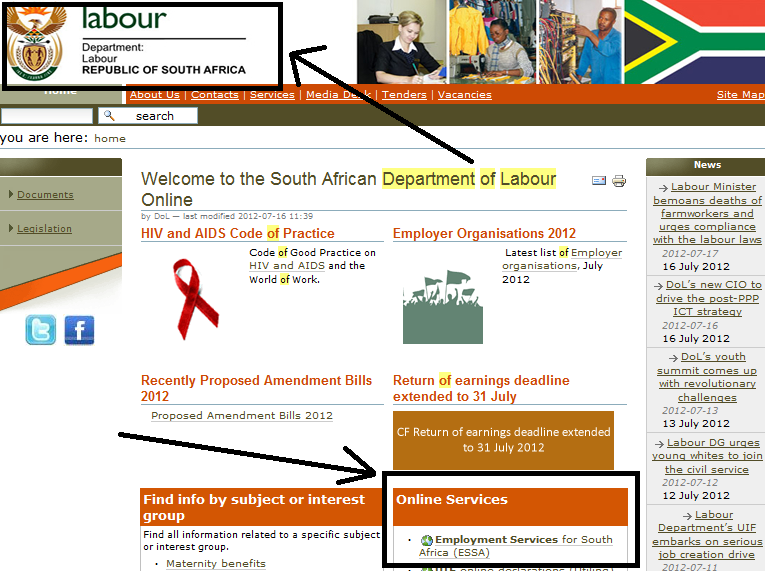 labour
Department:
Labour
REPUBLIC OF SOUTH AFRICA
Home
About Us | Contacts | Services | Media Desk | Tenders | Vacancies
Site Map
search
you are here: home
Documents
Legislation
Welcome to the South African Department of Labour
Online
by DoL — last modified 2012-07-16 11:39
HIV and AIDS Code of Practice
Code of Good Practice on
HIV and AIDS and the
World of Work.
Employer Organisations 2012
Latest list of Employer
organisations, July
2012
Recently Proposed Amendment Bills
2012
Proposed Amendment Bills 2012
Return of earnings deadline
extended to 31 July
CF Return of earnings deadline extended
to 31 July 2012
Find info by subject or interest
group
Find all information related to a specific subject
or interest group.
Maternity benefits
Online Services
Employment Services for South
Africa (ESSA)
online declarations
News
Labour Minister
bemoans deaths of
farmworkers and
urges compliance
with the labour laws
2012-07-17
16 July 2012
DoL's new CIO to
drive the post-PPP
ICT strategy
2012-07-16
16 July 2012
DoL's youth
summit comes up
with revolutionary
challenges
2012-07-13
13 July 2012
Labour DG urges
young whites to join
the civil service
2012-07-12
12 July 2012
Labour
Department's UIF
embarks on serious
job creation drive
2012-07-11